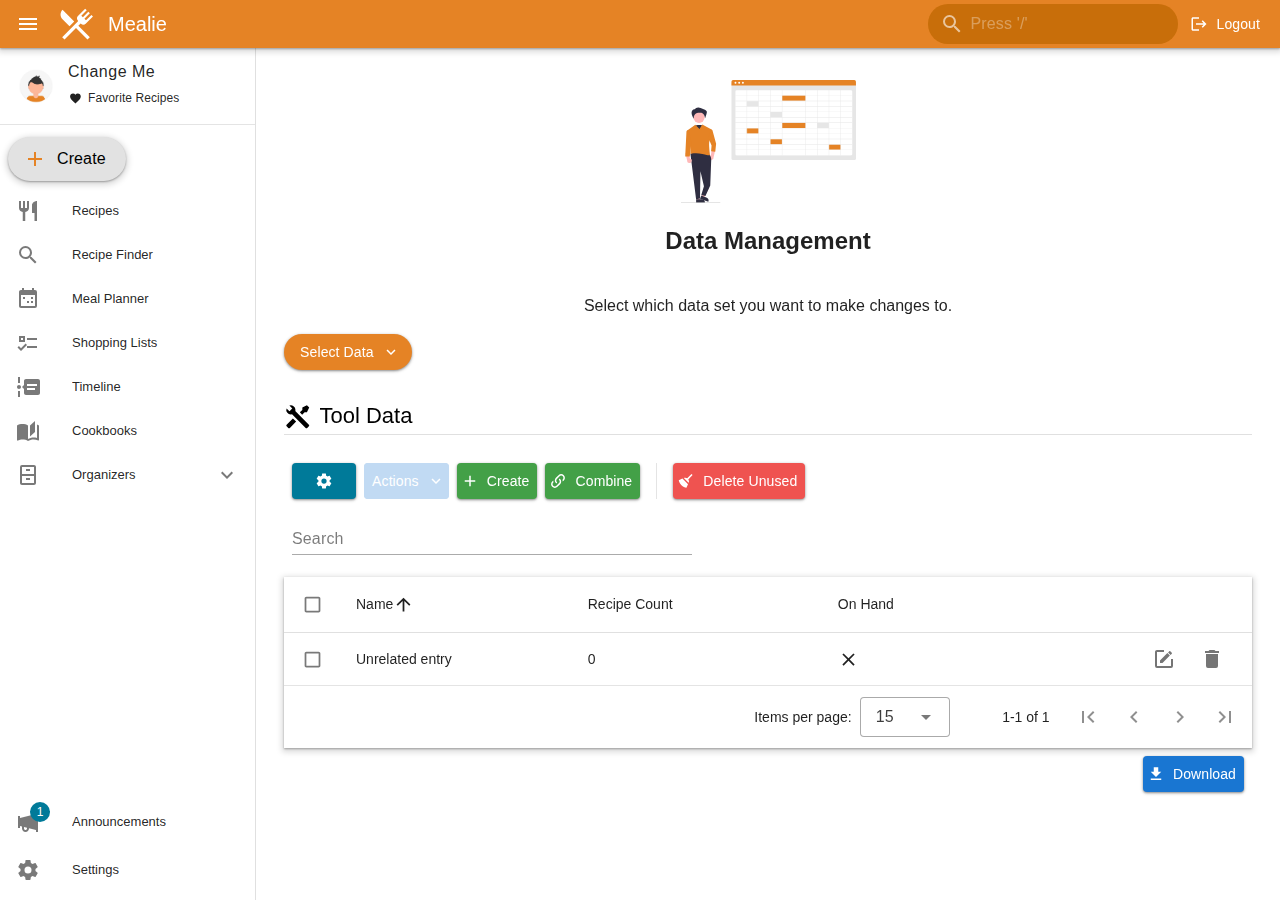 Mealie
Press '/'
Logout
Change Me
Favorite Recipes
Create
Recipes
Recipe Finder
Meal Planner
Shopping Lists
Timeline
Cookbooks
Organizers
1
Announcements
Settings
Data Management
Select which data set you want to make changes to.
Select Data
Tool Data
Actions
Create
Combine
Delete Unused
Search
Name Recipe Count On Hand
Unrelated entry 0
Items per page: 15 1-1 of 1
Download